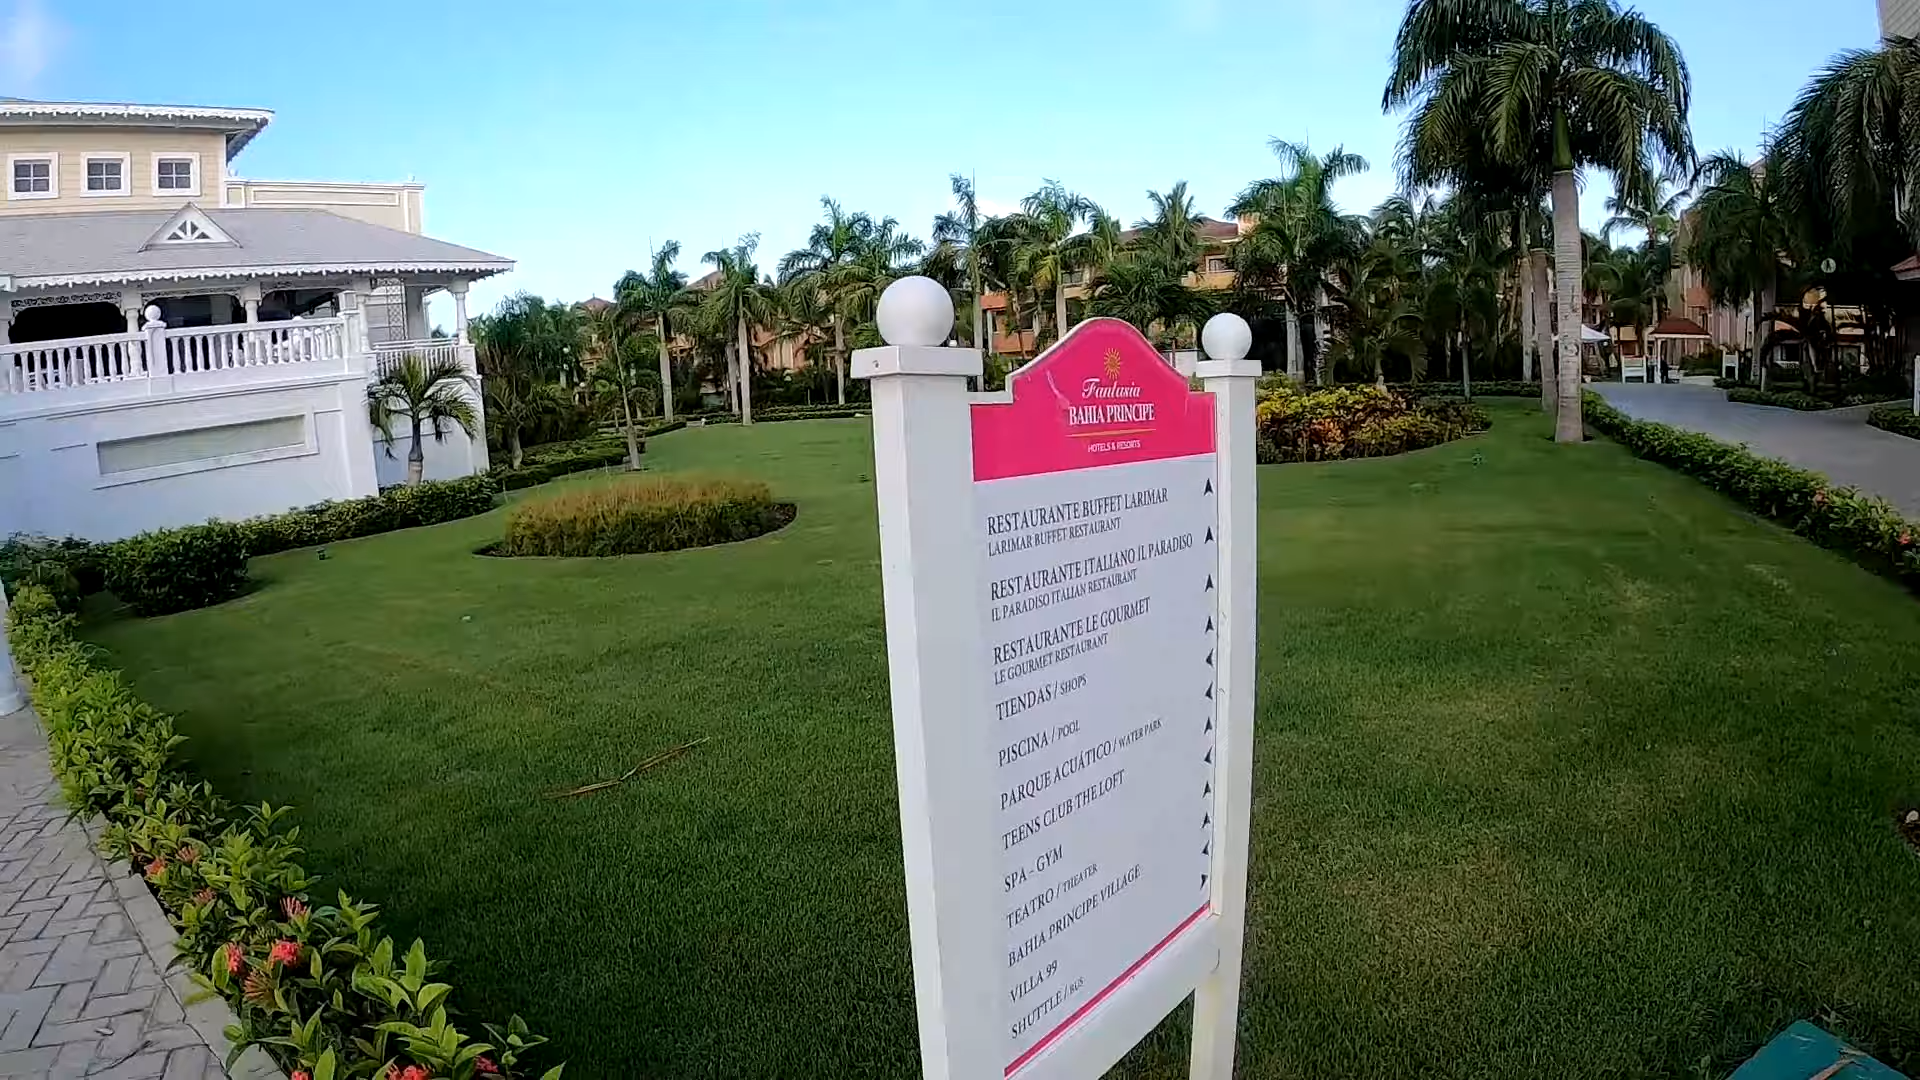 Fantasia
BAHIA PRINCIPE
HOTELS & RESORTS
RESTAURANTE BUFFET LARIMAR
LARIMAR BUFFET RESTAURANT
RESTAURANTE ITALIANO IL PARADISO
IL PARADISO ITALIAN RESTAURANT
RESTAURANTE LE GOURMET
LE GOURMET RESTAURANT
TIENDAS / SHOPS
PISCINA / POOL
PARQUE ACUÁTICO / WATER PARK
TEENS CLUB THE LOFT
SPA - GYM
TEATRO / THEATER
BAHIA PRINCIPE VILLAGE
VILLA 99
SHUTTLE / BUS